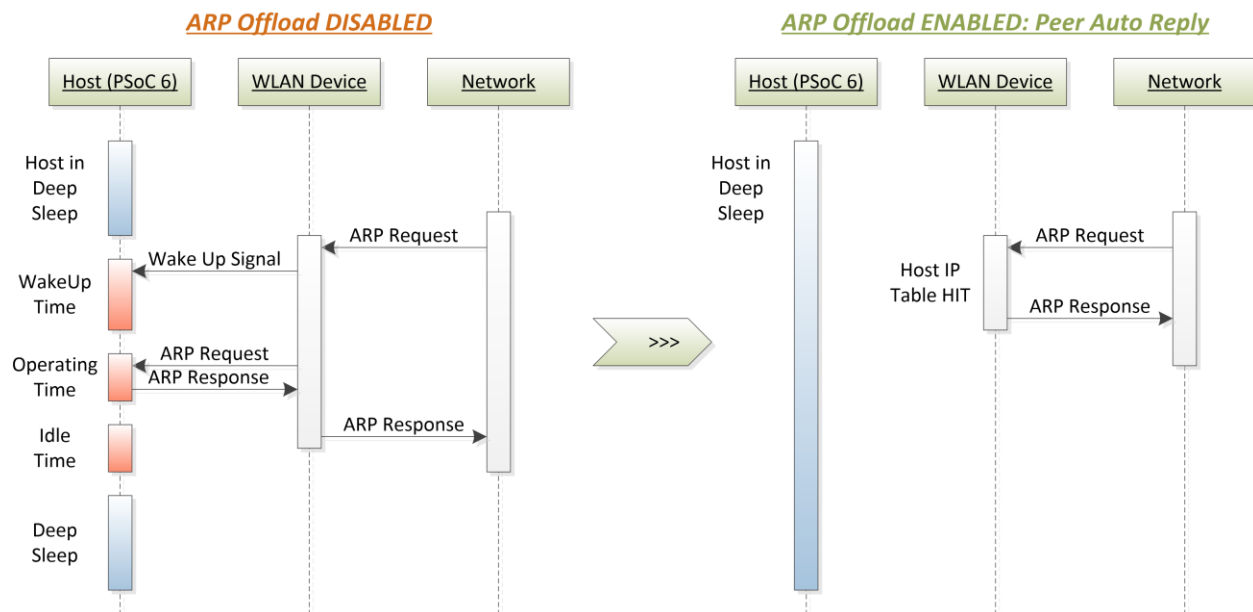 ARP Offload DISABLED
Host (PSoC 6)
WLAN Device
Network
Host in
Deep
Sleep
ARP Request
Wake Up Signal
WakeUp
Time
ARP Request
Operating
Time
ARP Response
ARP Response
Idle
Time
Deep
Sleep
>>>
ARP Offload ENABLED: Peer Auto Reply
Host (PSoC 6)
WLAN Device
Network
Host in
Deep
Sleep
ARP Request
Host IP
Table HIT
ARP Response